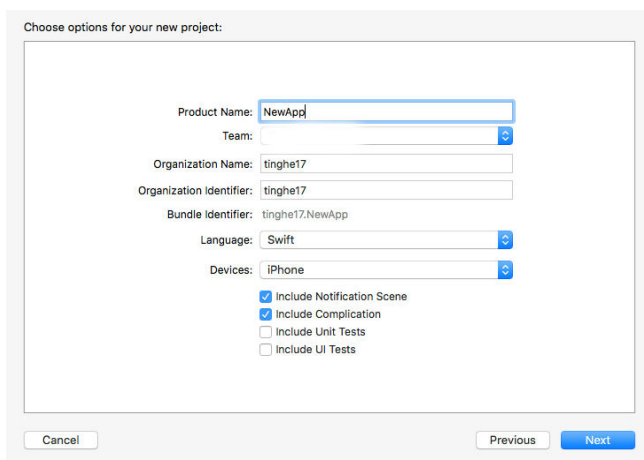 Choose options for your new project:
Product Name: NewApp
Team:
Organization Name: tinghe17
Organization Identifier: tinghe17
Bundle Identifier: tinghe17.NewApp
Language: Swift
Devices: iPhone
Include Notification Scene
Include Complication
Include Unit Tests
Include UI Tests
Cancel Previous Next